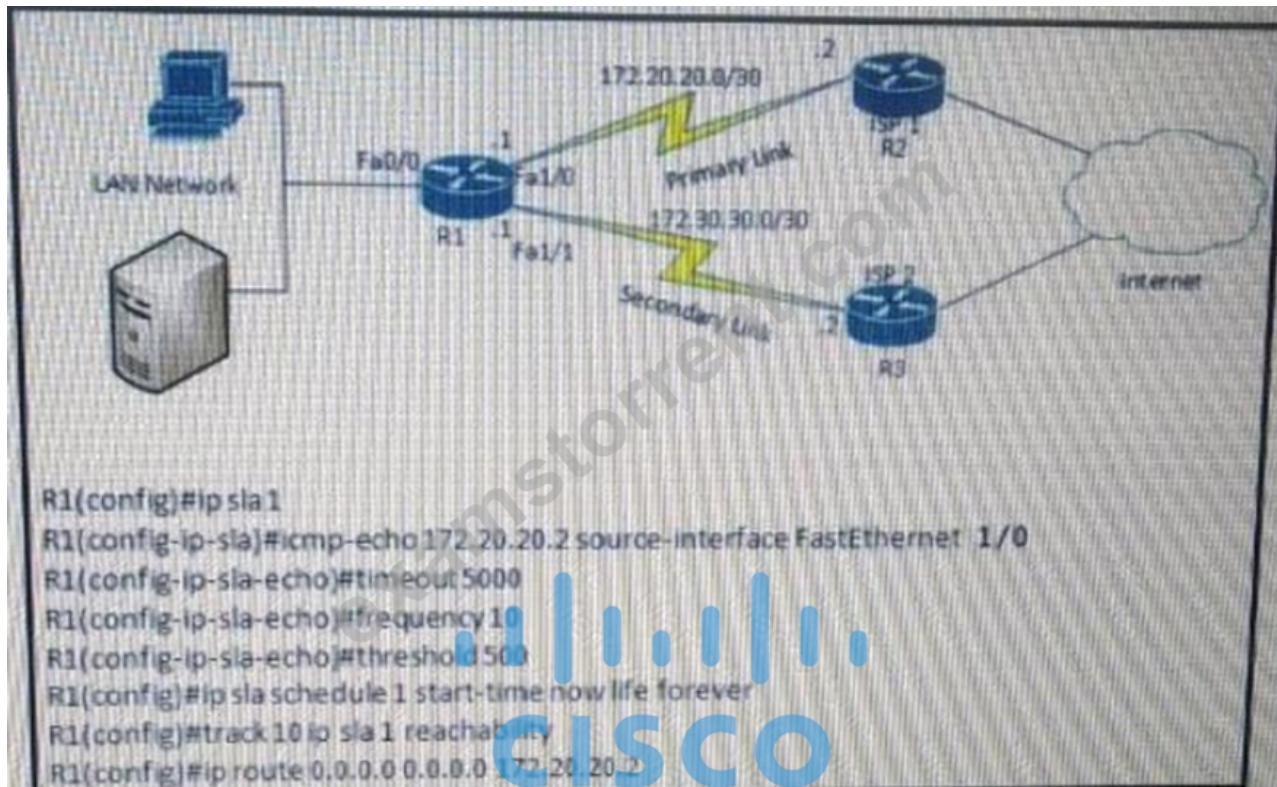 .2
172.20.20.0/30
ISP 1
R2
.1
Fa0/0
Fa1/0
Primary Link
LAN Network
172.30.30.0/30
R1
.1
Fa1/1
ISP 2
Internet
Secondary Link
.2
R3
examstorrent.com
R1(config)#ip sla 1
R1(config-ip-sla)#icmp-echo 172.20.20.2 source-interface FastEthernet 1/0
R1(config-ip-sla-echo)#timeout 5000
R1(config-ip-sla-echo)#frequency 10
R1(config-ip-sla-echo)#threshold 500
R1(config)#ip sla schedule 1 start-time now life forever
R1(config)#track 10 ip sla 1 reachability
R1(config)#ip route 0.0.0.0 0.0.0.0 172.20.20.2
CISCO